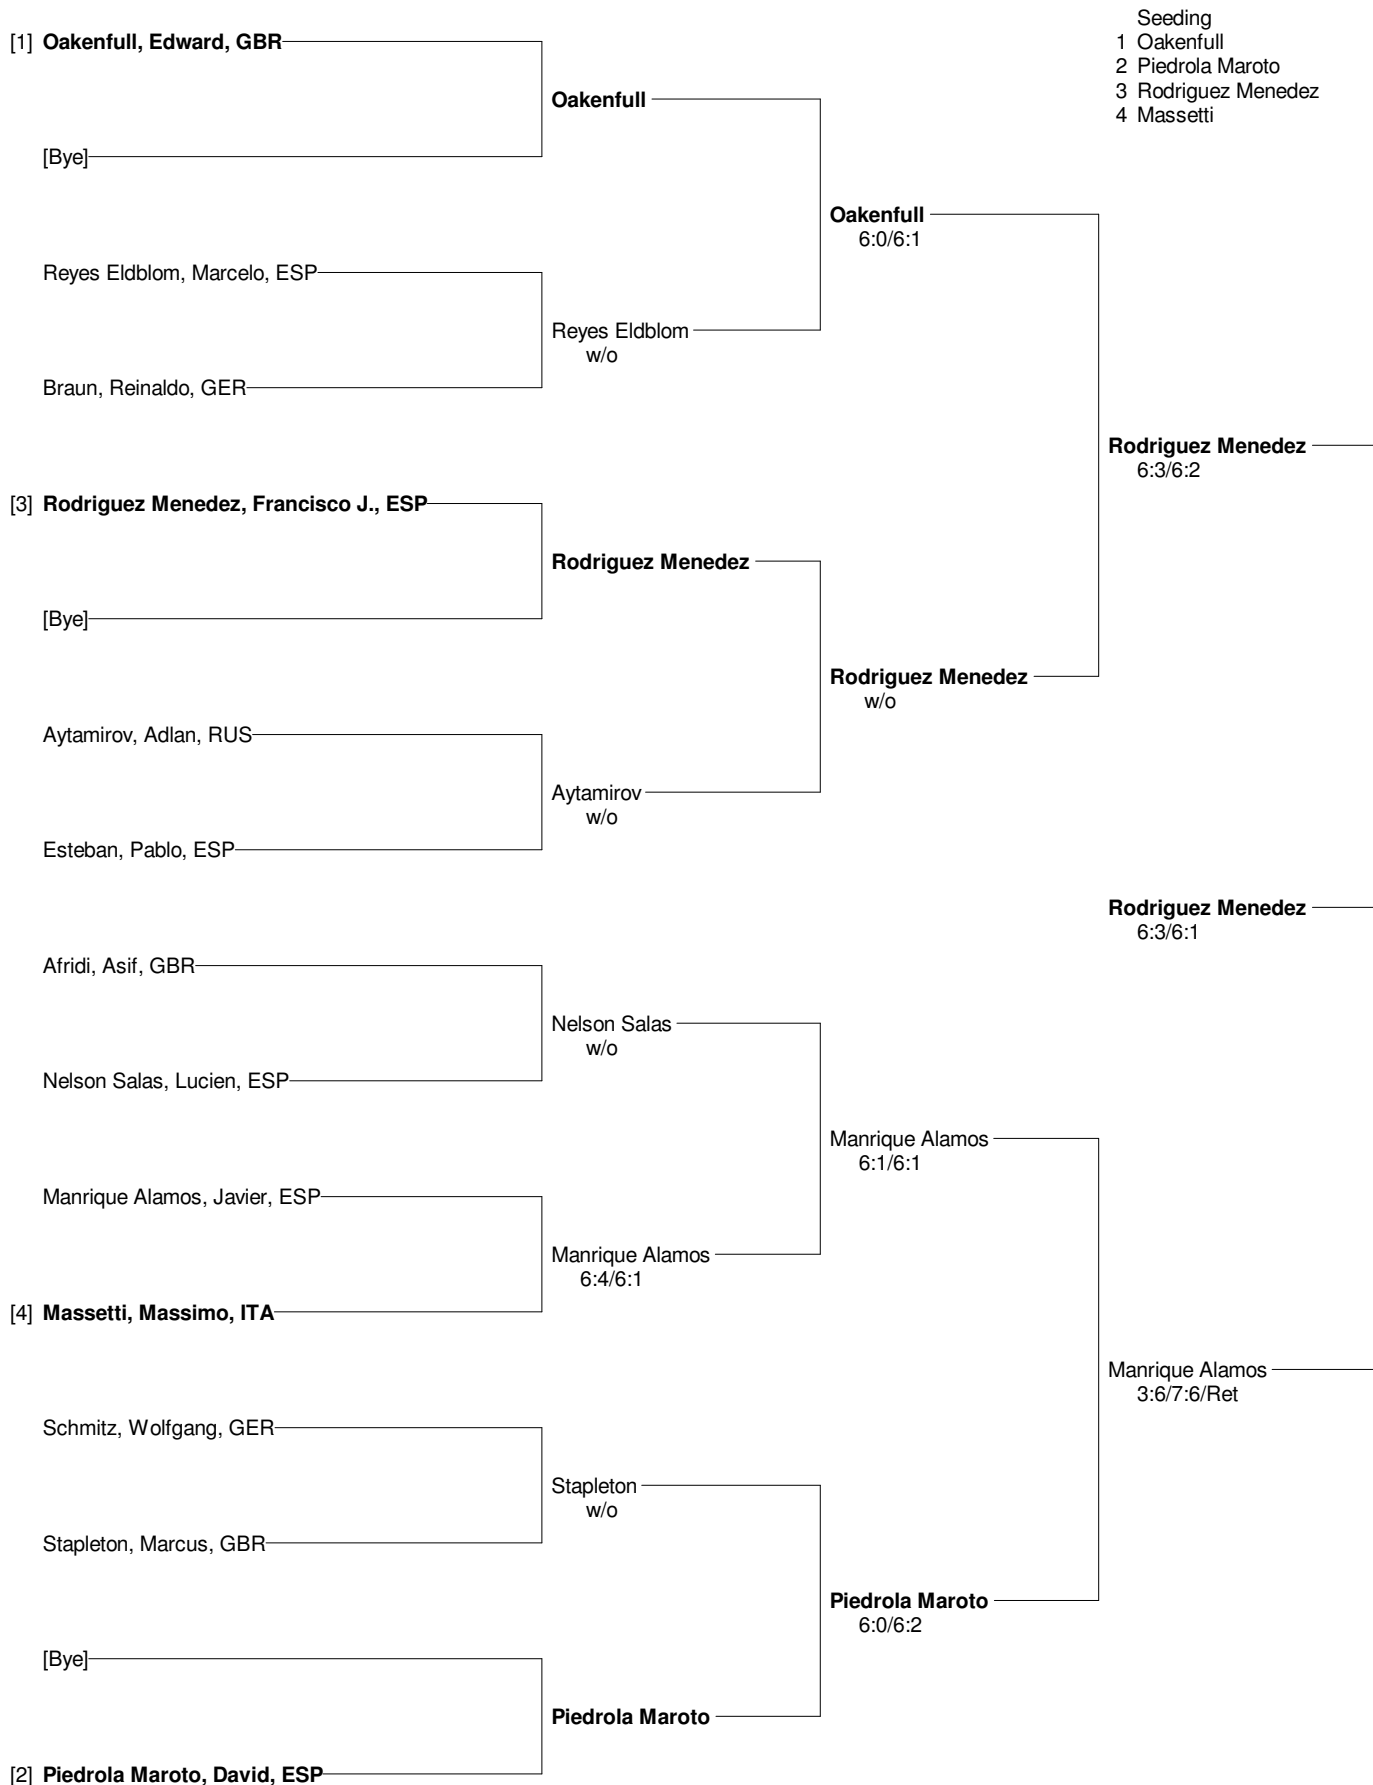 Seeding
1 Oakenfull
2 Piedrola Maroto
3 Rodriguez Menedez
4 Massetti
[1] Oakenfull, Edward, GBR
Oakenfull
[Bye]
Oakenfull
6:0/6:1
Reyes Eldblom, Marcelo, ESP
Reyes Eldblom
w/o
Braun, Reinaldo, GER
Rodriguez Menedez
6:3/6:2
[3] Rodriguez Menedez, Francisco J., ESP
Rodriguez Menedez
[Bye]
Rodriguez Menedez
w/o
Aytamirov, Adlan, RUS
Aytamirov
w/o
Esteban, Pablo, ESP
Rodriguez Menedez
6:3/6:1
Afridi, Asif, GBR
Nelson Salas
w/o
Nelson Salas, Lucien, ESP
Manrique Alamos
6:1/6:1
Manrique Alamos, Javier, ESP
Manrique Alamos
6:4/6:1
[4] Massetti, Massimo, ITA
Manrique Alamos
3:6/7:6/Ret
Schmitz, Wolfgang, GER
Stapleton
w/o
Stapleton, Marcus, GBR
Piedrola Maroto
6:0/6:2
[Bye]
Piedrola Maroto
[2] Piedrola Maroto, David, ESP